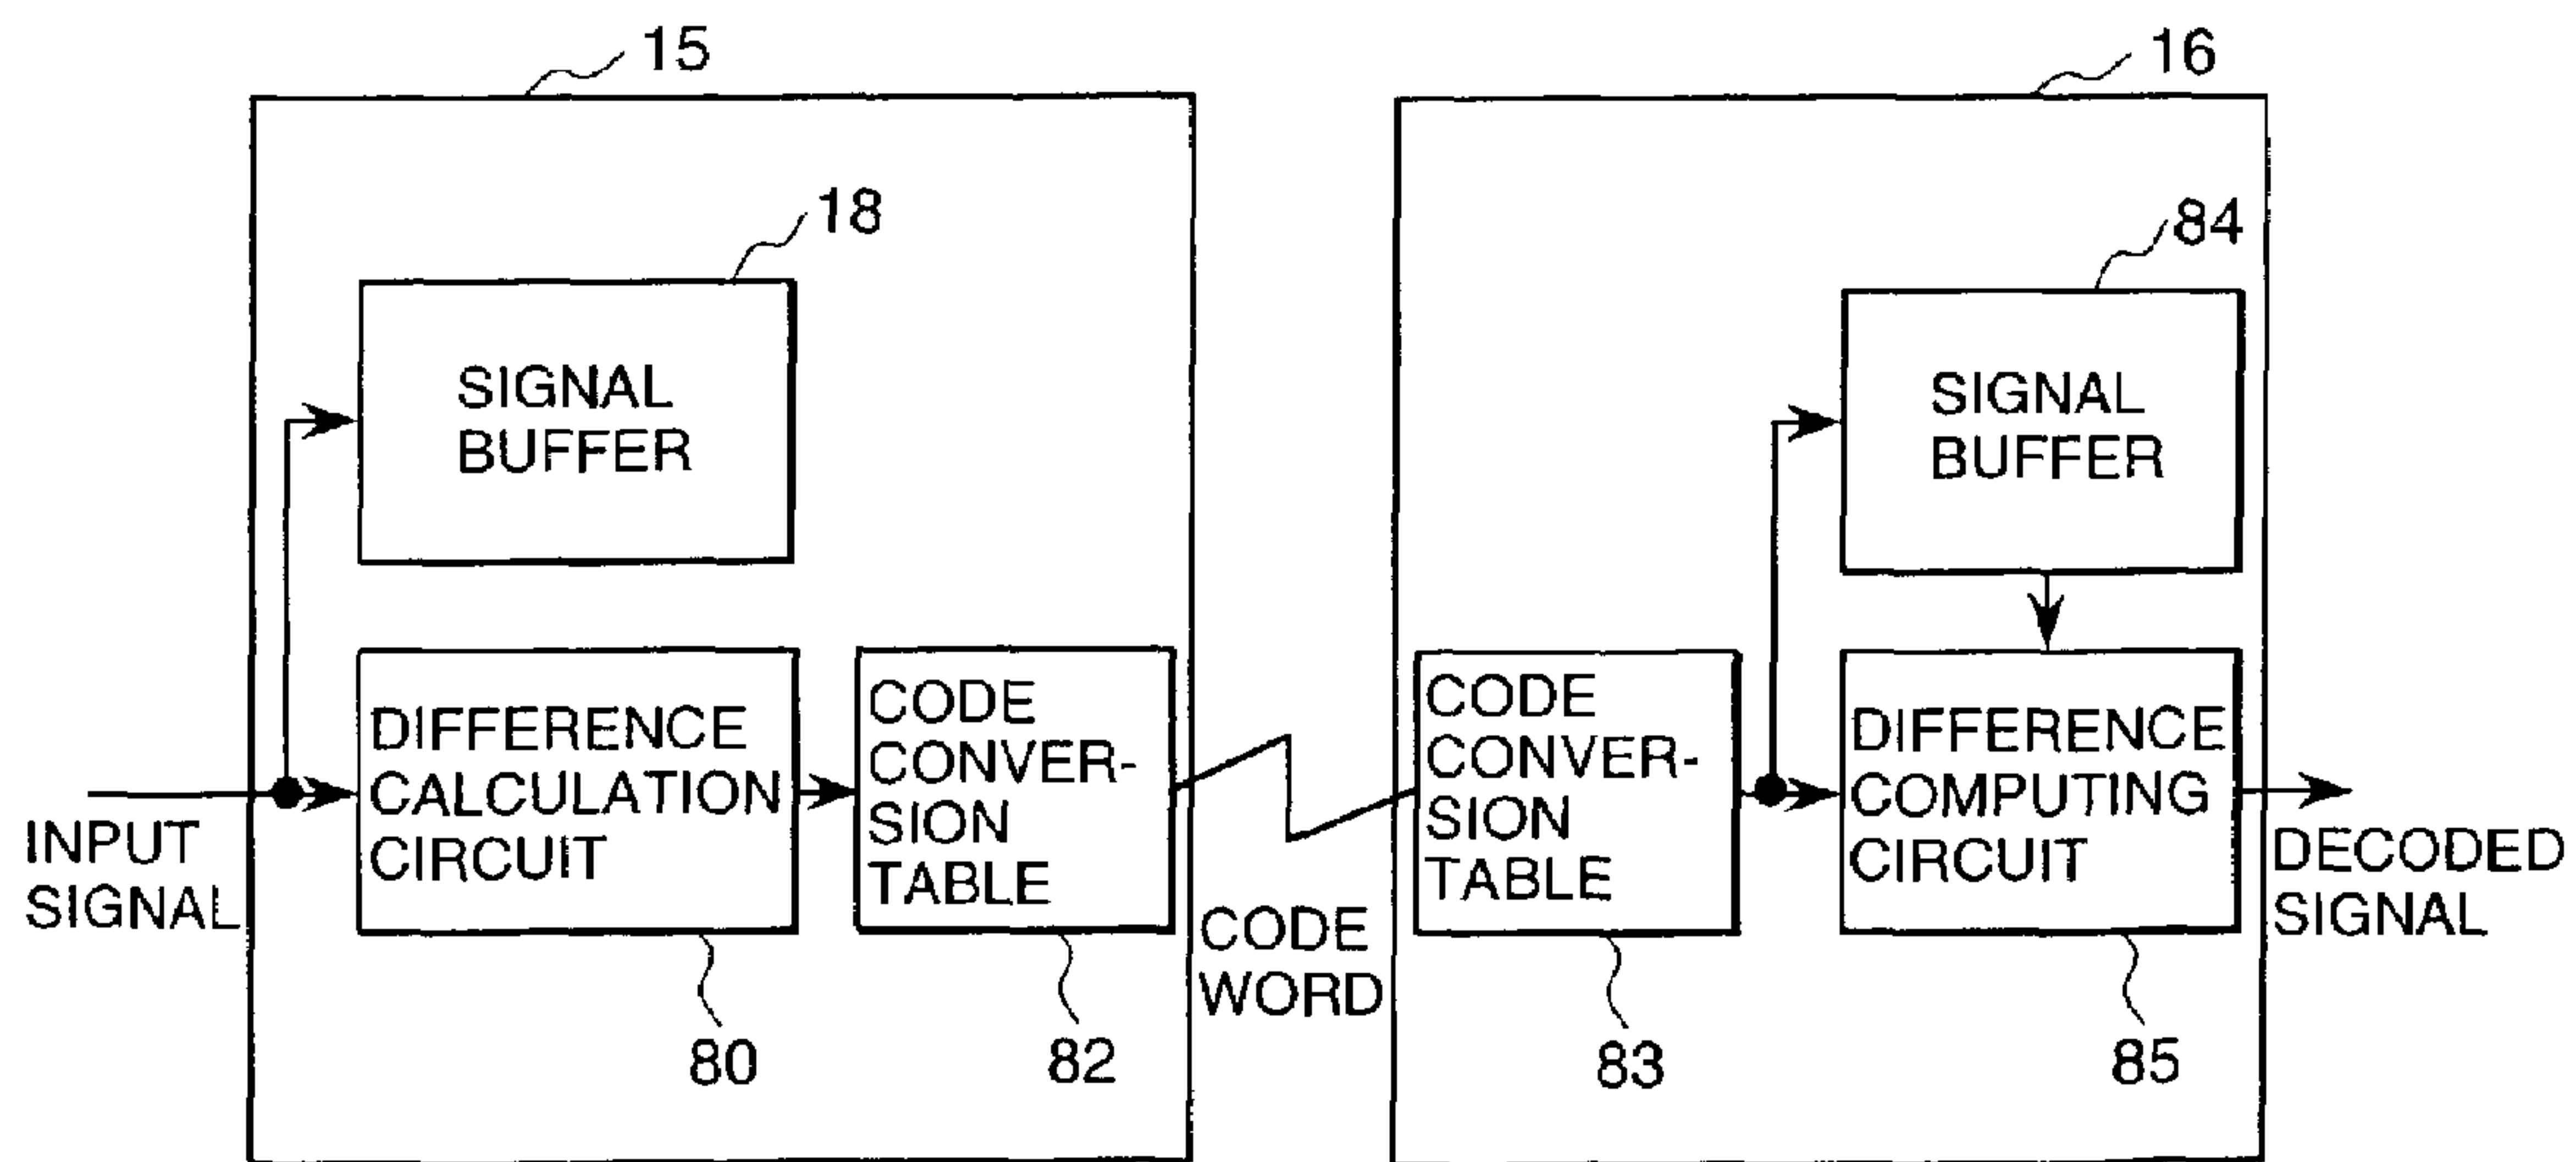 15
16
18
84
SIGNAL
BUFFER
SIGNAL
BUFFER
INPUT
SIGNAL
DIFFERENCE
CALCULATION
CIRCUIT
CODE
CONVER-
SION
TABLE
CODE
WORD
CODE
CONVER-
SION
TABLE
DIFFERENCE
COMPUTING
CIRCUIT
DECODED
SIGNAL
80
82
83
85